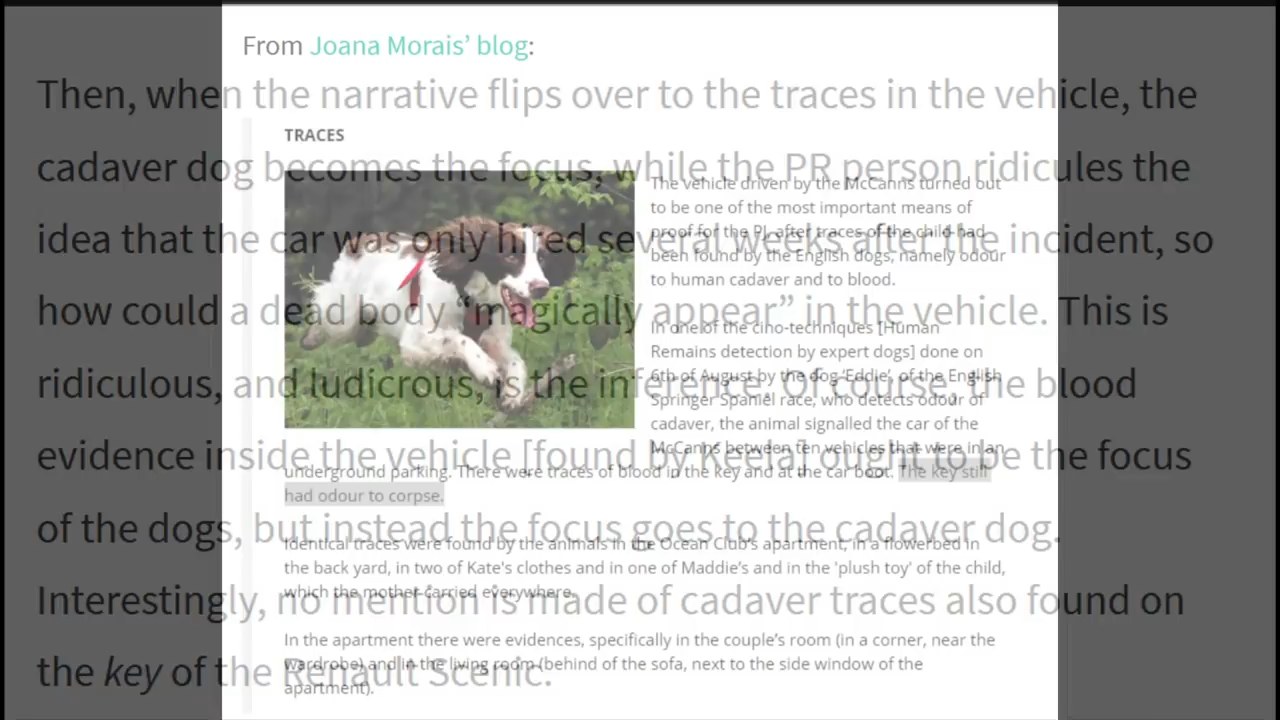 From Joana Morais’ blog:
Then, when the narrative flips over to the traces in the vehicle, the
cadaver dog becomes the focus, while the PR person ridicules the
idea that the car was only hired several weeks after the incident, so
how could a dead body “magically appear” in the vehicle. This is
ridiculous, and ludicrous, is the inference. Of course, the blood
evidence inside the vehicle [found by Keela] ought to be the focus
of the dogs, but instead the focus goes to the cadaver dog.
Interestingly, no mention is made of cadaver traces also found on
the key of the Renault Scenic.
TRACES
The vehicle driven by the McCanns turned out
to be one of the most important means of
proof for the PJ, after traces of the child had
been found by the English dogs, namely odour
to human cadaver and to blood.
In one of the cino-techniques [Human
Remains detection by expert dogs] done on
6th of August by the dog ‘Eddie’, of the English
Springer Spaniel race, who detects odour of
cadaver, the animal signalled the car of the
McCanns between ten vehicles that were in an
underground parking. There were traces of blood in the key and at the car boot. The key still
had odour to corpse.
Identical traces were found by the animals in the Ocean Club's apartment, in a flowerbed in
the back yard, in two of Kate's clothes and in one of Maddie's and in the 'plush toy' of the child,
which the mother carried everywhere.
In the apartment there were evidences, specifically in the couple's room (in a corner, near the
wardrobe) and in the living room (behind of the sofa, next to the side window of the
apartment).